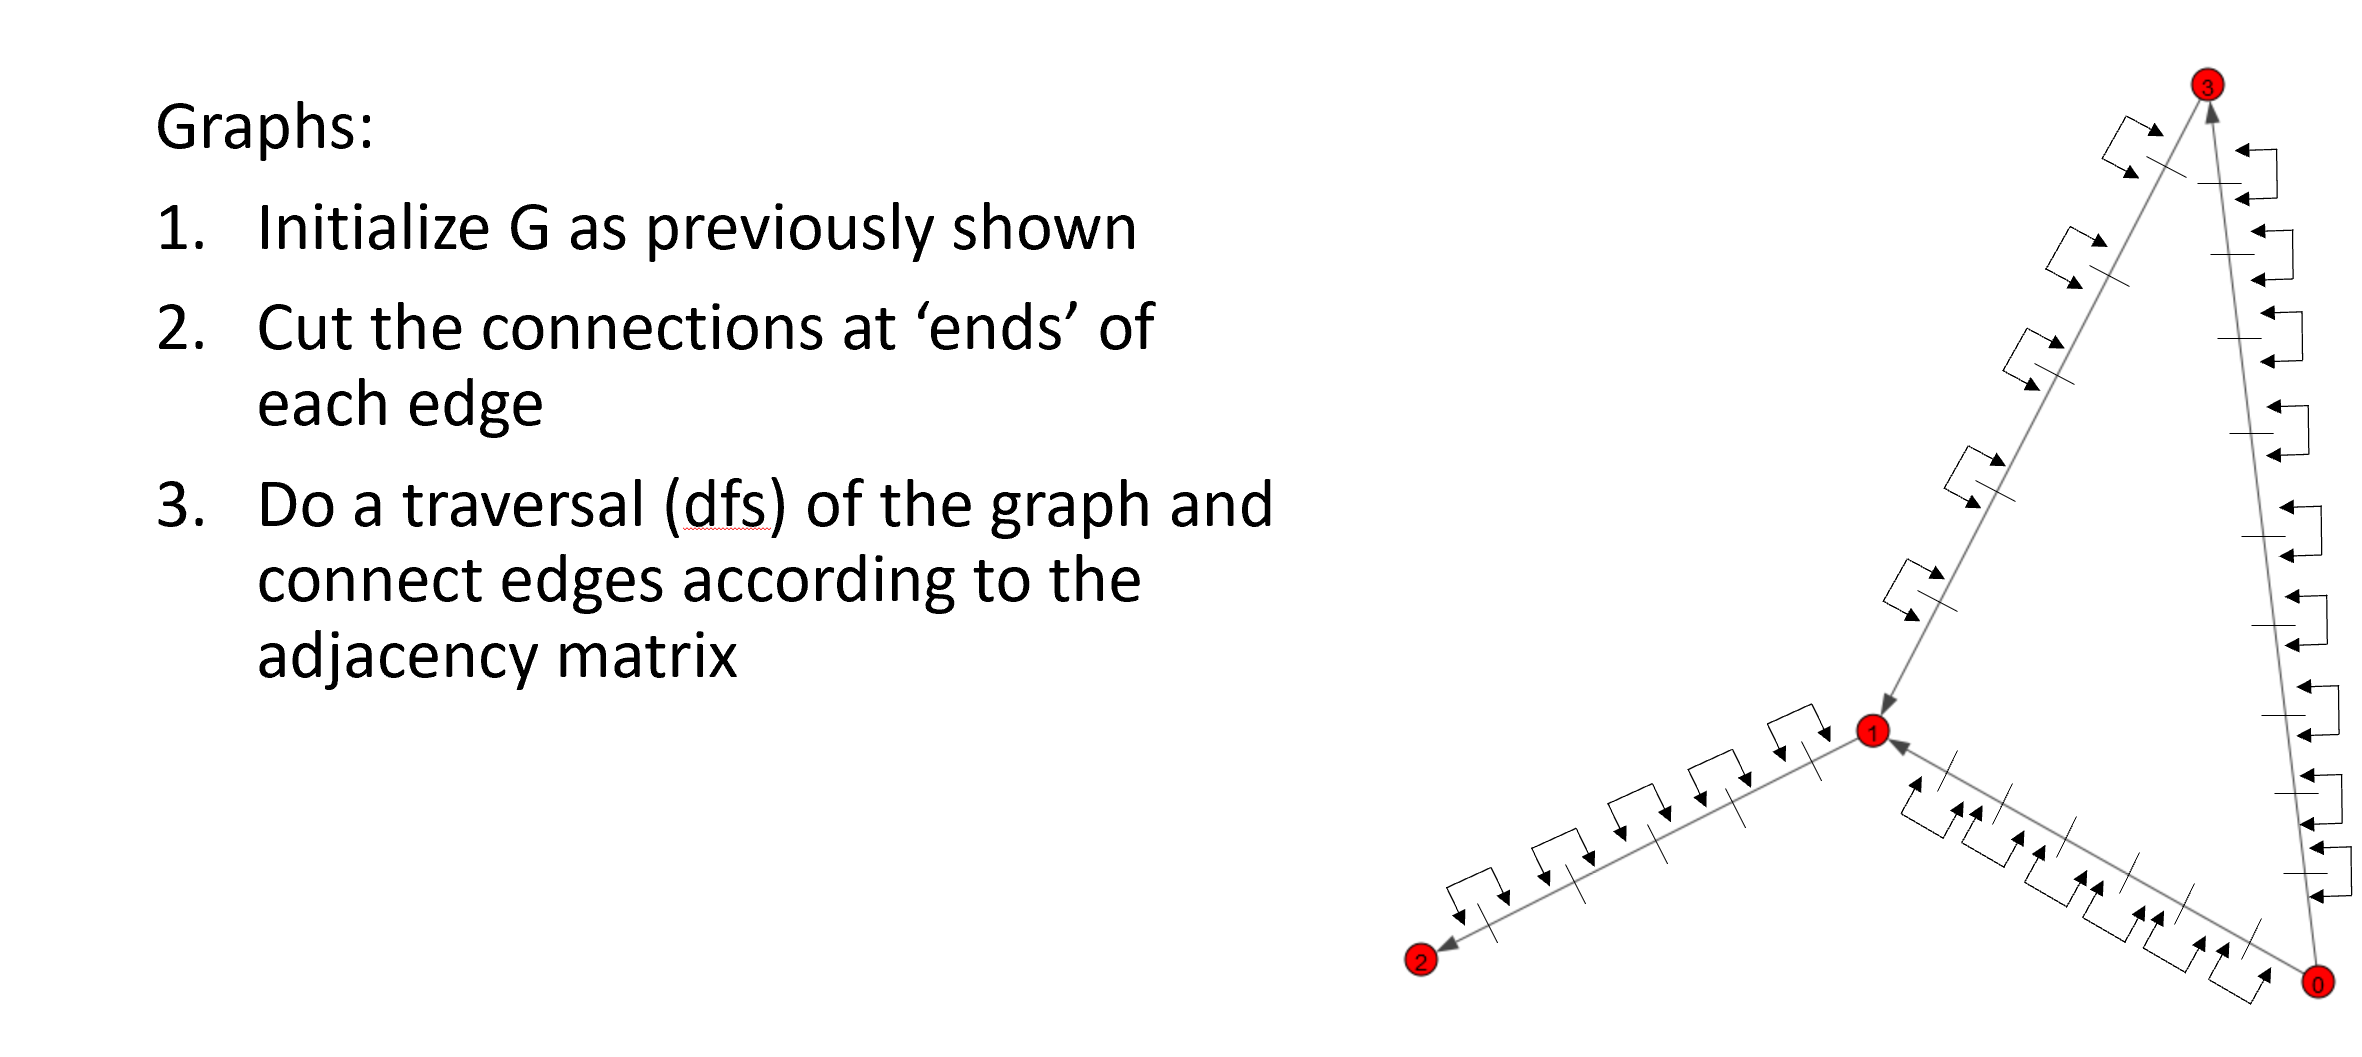 Graphs:
1. Initialize G as previously shown
2. Cut the connections at ‘ends’ of
each edge
3. Do a traversal (dfs) of the graph and
connect edges according to the
adjacency matrix
3
1
2
0